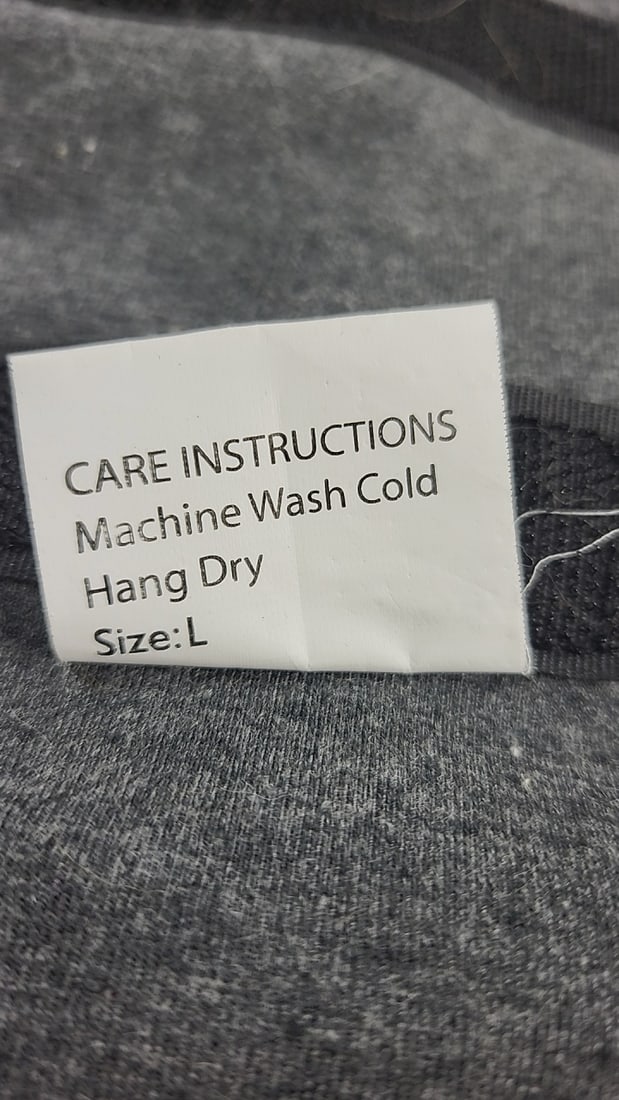 CARE INSTRUCTIONS
Machine Wash Cold
Hang Dry
Size:L